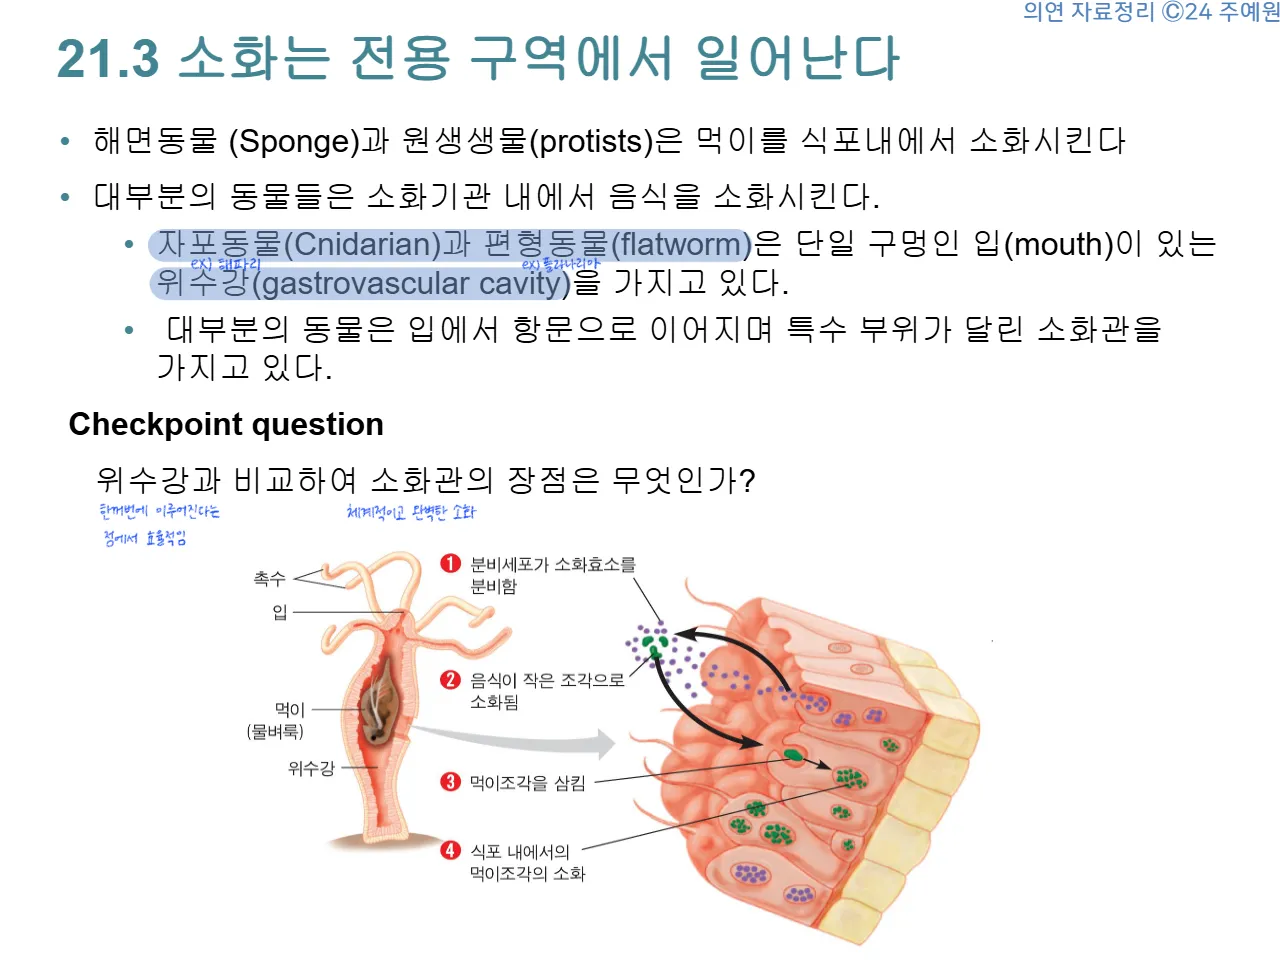 의연 자료정리 ©24 주예원
21.3 소화는 전용 구역에서 일어난다
• 해면동물 (Sponge)과 원생생물(protists)은 먹이를 식포내에서 소화시킨다
• 대부분의 동물들은 소화기관 내에서 음식을 소화시킨다.
• 자포동물(Cnidarian)과 편형동물(flatworm)은 단일 구멍인 입(mouth)이 있는
ex) 해파리 ex) 플라나리아
위수강(gastrovascular cavity)을 가지고 있다.
• 대부분의 동물은 입에서 항문으로 이어지며 특수 부위가 달린 소화관을
가지고 있다.
Checkpoint question
위수강과 비교하여 소화관의 장점은 무엇인가?
한꺼번에 이루어진다는
점에서 효율적임
체계적이고 완벽한 소화
촉수
입
먹이
(물벼룩)
위수강
1 분비세포가 소화효소를
분비함
2 음식이 작은 조각으로
소화됨
3 먹이조각을 삼킴
4 식포 내에서의
먹이조각의 소화